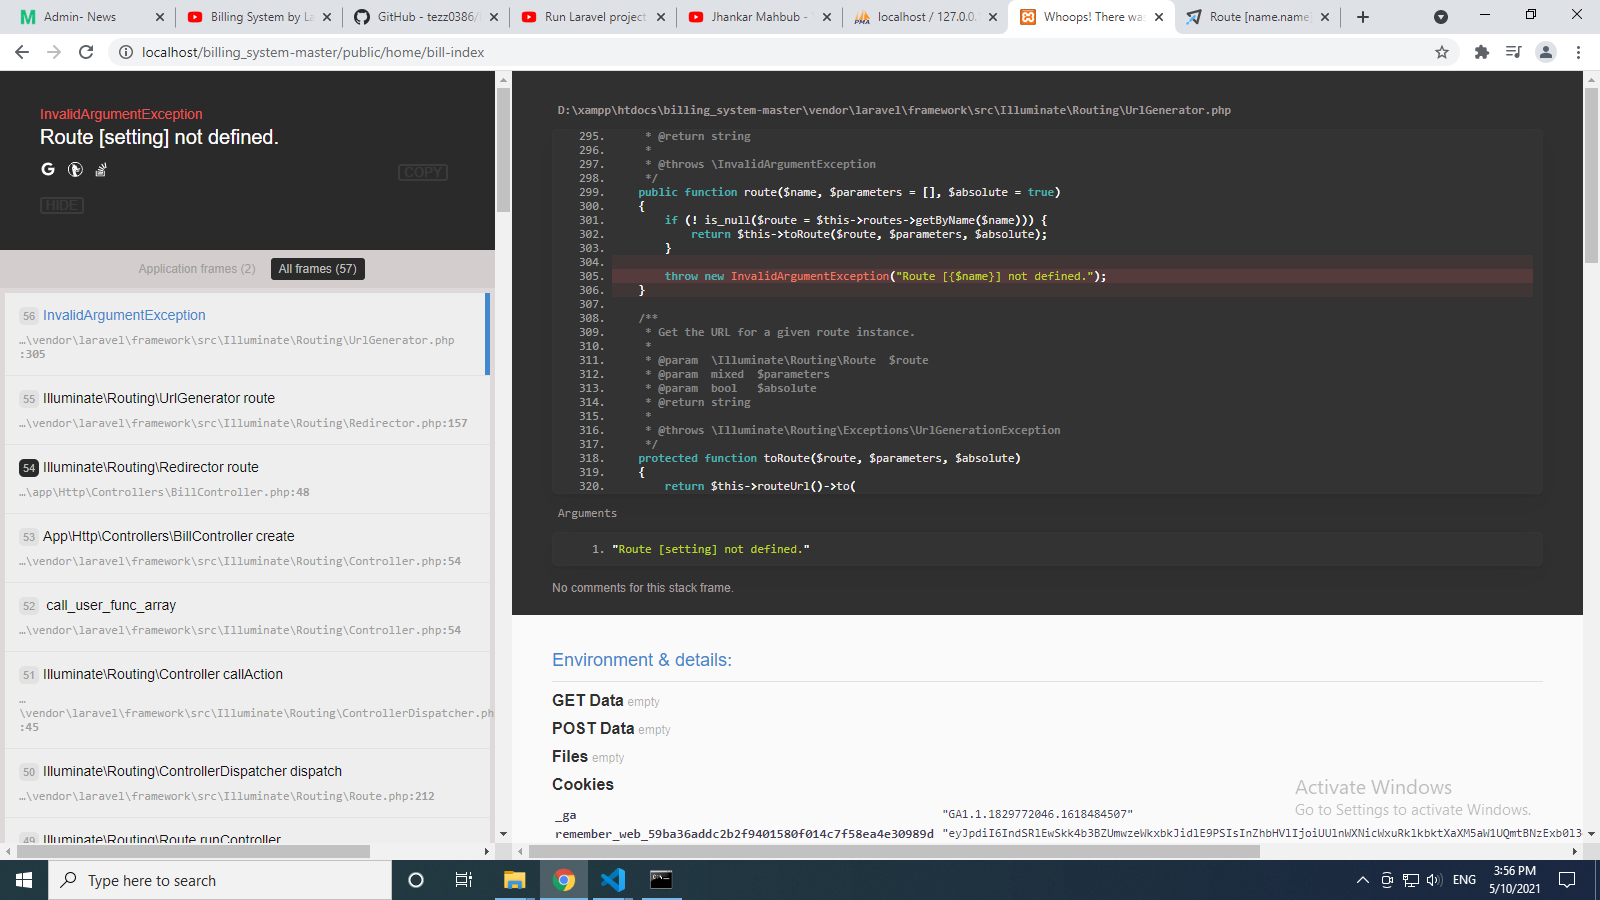 Admin- News
Billing System by La
GitHub - tezz0386/
Run Laravel project
Jhankar Mahbub -
localhost / 127.0.0.
Whoops! There was
Route [name.name]
localhost/billing_system-master/public/home/bill-index
InvalidArgumentException
Route [setting] not defined.
COPY
HIDE
Application frames (2)
All frames (57)
56 InvalidArgumentException
…\vendor\laravel\framework\src\Illuminate\Routing\UrlGenerator.php
:305
55 Illuminate\Routing\UrlGenerator route
…\vendor\laravel\framework\src\Illuminate\Routing\Redirector.php:157
54 Illuminate\Routing\Redirector route
…\app\Http\Controllers\BillController.php:48
53 App\Http\Controllers\BillController create
…\vendor\laravel\framework\src\Illuminate\Routing\Controller.php:54
52 call_user_func_array
…\vendor\laravel\framework\src\Illuminate\Routing\Controller.php:54
51 Illuminate\Routing\Controller callAction
…
\vendor\laravel\framework\src\Illuminate\Routing\ControllerDispatcher.ph
:45
50 Illuminate\Routing\ControllerDispatcher dispatch
…\vendor\laravel\framework\src\Illuminate\Routing\Route.php:212
49 Illuminate\Routing\Route runController
D:\xampp\htdocs\billing_system-master\vendor\laravel\framework\src\Illuminate\Routing\UrlGenerator.php
295. * @return string
296. *
297. * @throws \InvalidArgumentException
298. */
299. public function route($name, $parameters = [], $absolute = true)
300. {
301. if (! is_null($route = $this->routes->getByName($name))) {
302. return $this->toRoute($route, $parameters, $absolute);
303. }
304.
305. throw new InvalidArgumentException("Route [{$name}] not defined.");
306. }
307.
308. /**
309. * Get the URL for a given route instance.
310. *
311. * @param \Illuminate\Routing\Route $route
312. * @param mixed $parameters
313. * @param bool $absolute
314. * @return string
315. *
316. * @throws \Illuminate\Routing\Exceptions\UrlGenerationException
317. */
318. protected function toRoute($route, $parameters, $absolute)
319. {
320. return $this->routeUrl()->to(
Arguments
1. "Route [setting] not defined."
No comments for this stack frame.
Environment & details:
GET Data empty
POST Data empty
Files empty
Cookies
_ga "GA1.1.1829772046.1618484507"
remember_web_59ba36addc2b2f9401580f014c7f58ea4e30989d
Activate Windows
Go to Settings to activate Windows.
Type here to search
ENG
3:56 PM
5/10/2021